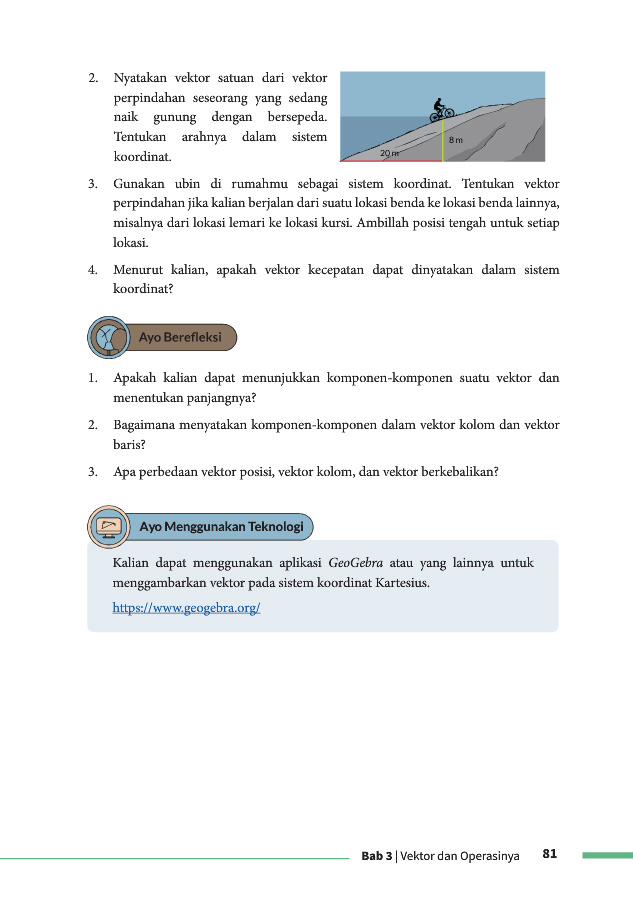 2. Nyatakan vektor satuan dari vektor
perpindahan seseorang yang sedang
naik gunung dengan bersepeda.
Tentukan arahnya dalam sistem
koordinat.
8 m
20 m
3. Gunakan ubin di rumahmu sebagai sistem koordinat. Tentukan vektor
perpindahan jika kalian berjalan dari suatu lokasi benda ke lokasi benda lainnya,
misalnya dari lokasi lemari ke lokasi kursi. Ambillah posisi tengah untuk setiap
lokasi.
4. Menurut kalian, apakah vektor kecepatan dapat dinyatakan dalam sistem
koordinat?
Ayo Berefleksi
1. Apakah kalian dapat menunjukkan komponen-komponen suatu vektor dan
menentukan panjangnya?
2. Bagaimana menyatakan komponen-komponen dalam vektor kolom dan vektor
baris?
3. Apa perbedaan vektor posisi, vektor kolom, dan vektor berkebalikan?
Ayo Menggunakan Teknologi
Kalian dapat menggunakan aplikasi GeoGebra atau yang lainnya untuk
menggambarkan vektor pada sistem koordinat Kartesius.
https://www.geogebra.org/
Bab 3 | Vektor dan Operasinya 81